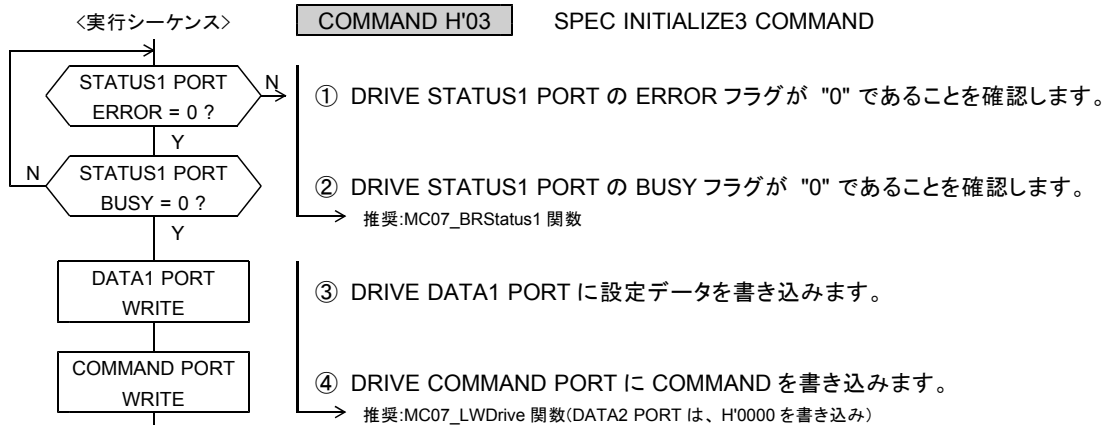 <実行シーケンス>
COMMAND H'03 SPEC INITIALIZE3 COMMAND
STATUS1 PORT
ERROR = 0 ?
N
Y
① DRIVE STATUS1 PORT の ERROR フラグが "0" であることを確認します。
N
STATUS1 PORT
BUSY = 0 ?
Y
② DRIVE STATUS1 PORT の BUSY フラグが "0" であることを確認します。
推奨:MC07_BRStatus1 関数
DATA1 PORT
WRITE
③ DRIVE DATA1 PORT に設定データを書き込みます。
COMMAND PORT
WRITE
④ DRIVE COMMAND PORT に COMMAND を書き込みます。
推奨:MC07_LWDrive 関数(DATA2 PORT は、H'0000 を書き込み)